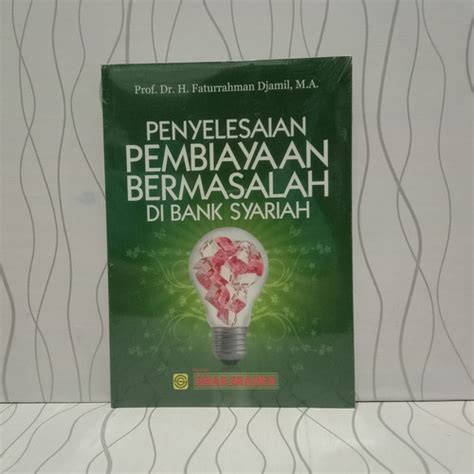 Prof. Dr. H. Faturrahman Djamil, M.A.
PENYELESAIAN
PEMBIAYAAN
BERMASALAH
DI BANK SYARIAH